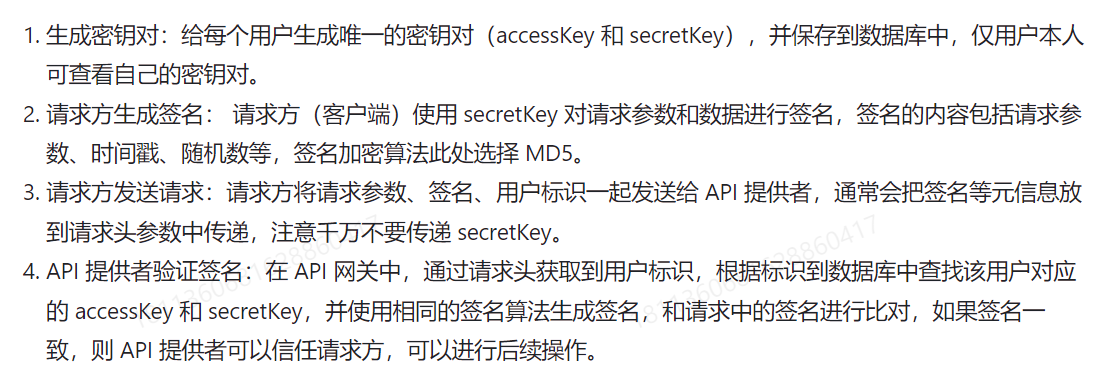 1. 生成密钥对：给每个用户生成唯一的密钥对（accessKey 和 secretKey），并保存到数据库中，仅用户本人
可查看自己的密钥对。
2. 请求方生成签名： 请求方（客户端）使用 secretKey 对请求参数和数据进行签名，签名的内容包括请求参
数、时间戳、随机数等，签名加密算法此处选择 MD5。
3. 请求方发送请求：请求方将请求参数、签名、用户标识一起发送给 API 提供者，通常会把签名等元信息放
到请求头参数中传递，注意千万不要传递 secretKey。
4. API 提供者验证签名：在 API 网关中，通过请求头获取到用户标识，根据标识到数据库中查找该用户对应
的 accessKey 和 secretKey，并使用相同的签名算法生成签名，和请求中的签名进行比对，如果签名一
致，则 API 提供者可以信任请求方，可以进行后续操作。